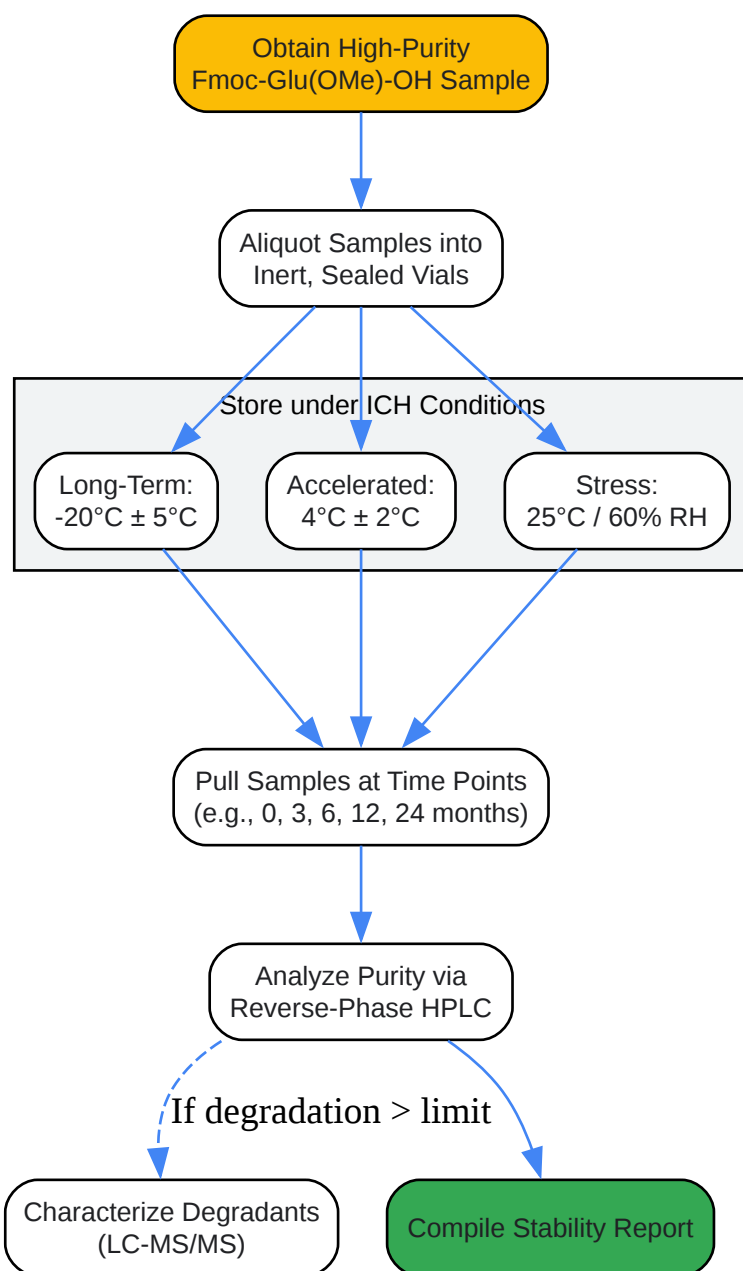 Obtain High-Purity
Fmoc-Glu(OMe)-OH Sample
Aliquot Samples into
Inert, Sealed Vials
Store under ICH Conditions
Long-Term:
-20°C ± 5°C
Accelerated:
4°C ± 2°C
Stress:
25°C / 60% RH
Pull Samples at Time Points
(e.g., 0, 3, 6, 12, 24 months)
Analyze Purity via
Reverse-Phase HPLC
If degradation > limit
Characterize Degradants
(LC-MS/MS)
Compile Stability Report